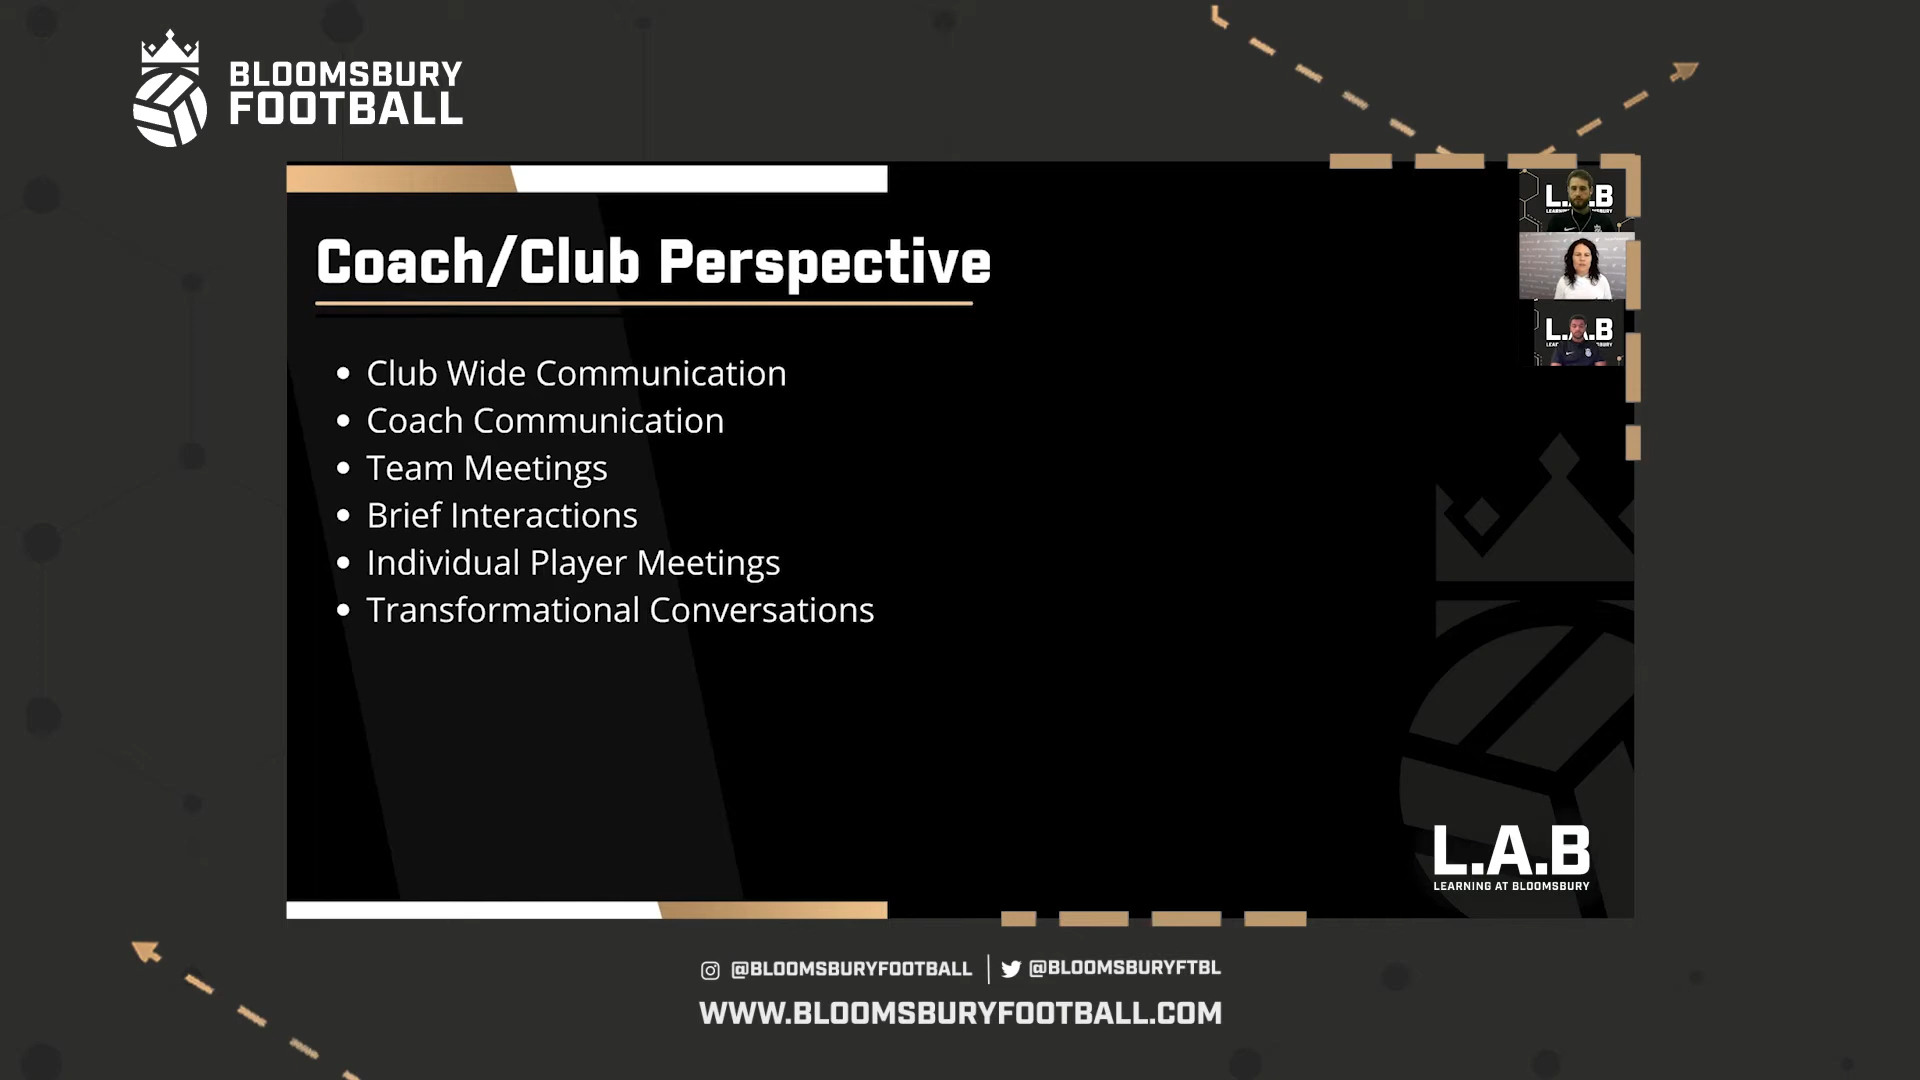 BLOOMSBURY
FOOTBALL
Coach/Club Perspective
• Club Wide Communication
• Coach Communication
• Team Meetings
• Brief Interactions
• Individual Player Meetings
• Transformational Conversations
L.A.B
LEARNING AT BLOOMSBURY
@BLOOMSBURYFOOTBALL
@BLOOMSBURYFTBL
WWW.BLOOMSBURYFOOTBALL.COM